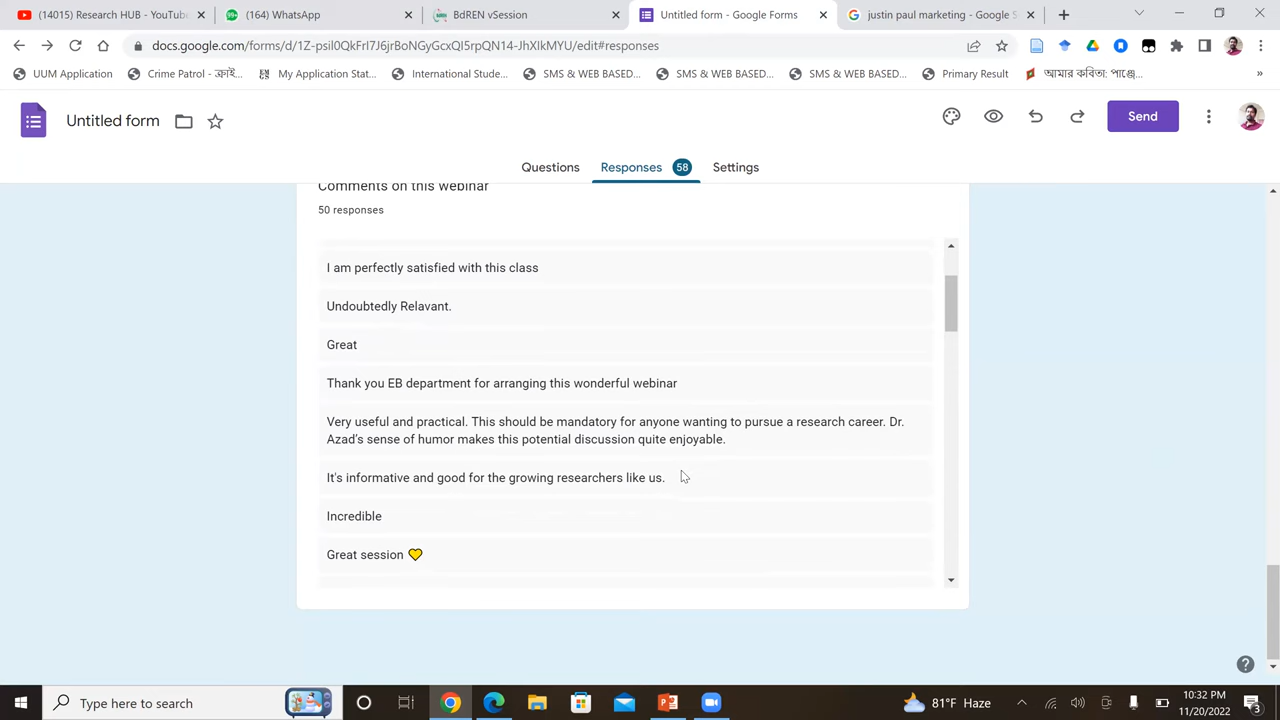 (14015) Research HUB - YouTube
(164) WhatsApp
BdREN vSession
Untitled form - Google Forms
justin paul marketing - Google S
docs.google.com/forms/d/1Z-psiI0QkFrI7J6jrBoNGyGcxQI5rpQN14-JhXIkMYU/edit#responses
UUM Application
Crime Patrol - ক্রাই...
My Application Stat...
International Stude...
SMS & WEB BASED...
SMS & WEB BASED...
SMS & WEB BASED...
Primary Result
আমার কবিতা: পাঞ্জে...
»
Untitled form
Send
Questions
Responses 58
Settings
Comments on this webinar
50 responses
I am perfectly satisfied with this class
Undoubtedly Relavant.
Great
Thank you EB department for arranging this wonderful webinar
Very useful and practical. This should be mandatory for anyone wanting to pursue a research career. Dr.
Azad's sense of humor makes this potential discussion quite enjoyable.
It's informative and good for the growing researchers like us.
Incredible
Great session 💛
Type here to search
81°F Haze
10:32 PM
11/20/2022
3